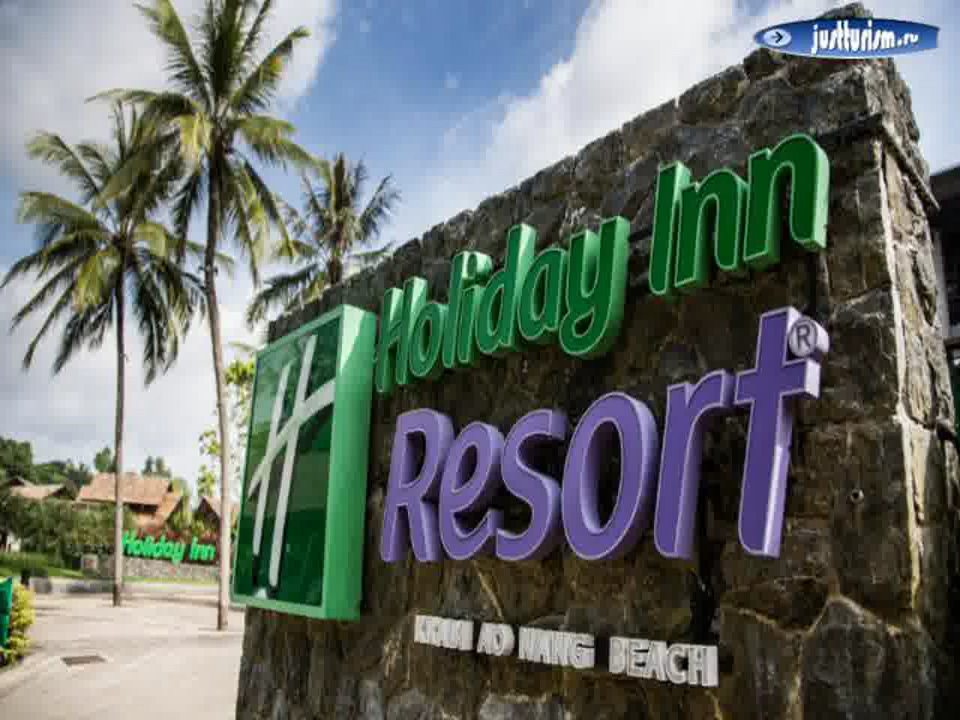 justturism.ru
Holiday Inn
H
Resort®
KRABI AO NANG BEACH
Holiday Inn